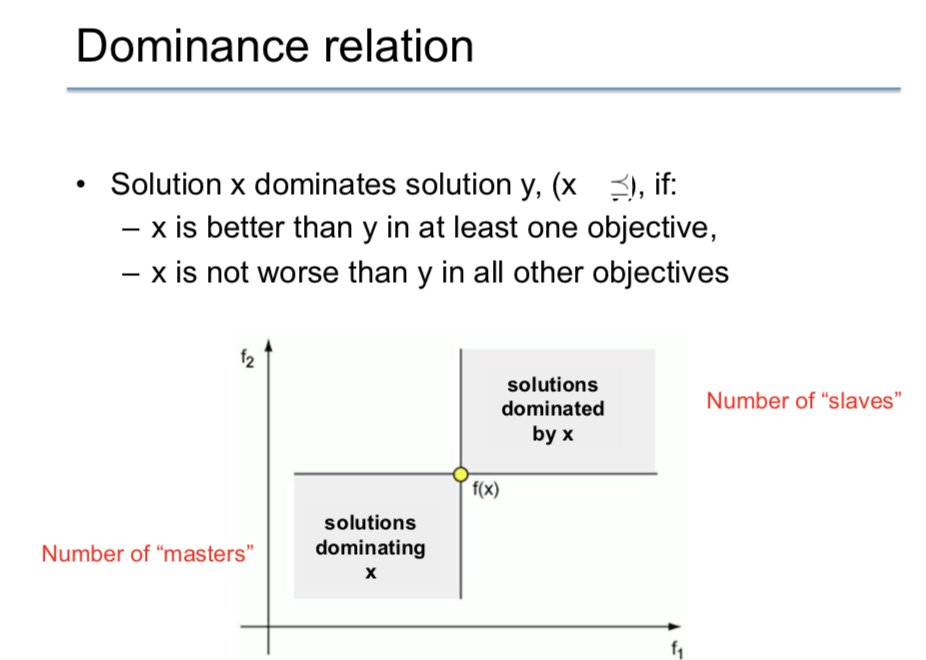 Dominance relation
• Solution x dominates solution y, (x ⪯), if:
– x is better than y in at least one objective,
– x is not worse than y in all other objectives
f2
solutions
dominated
by x
Number of “slaves”
f(x)
solutions
dominating
x
Number of “masters”
f1